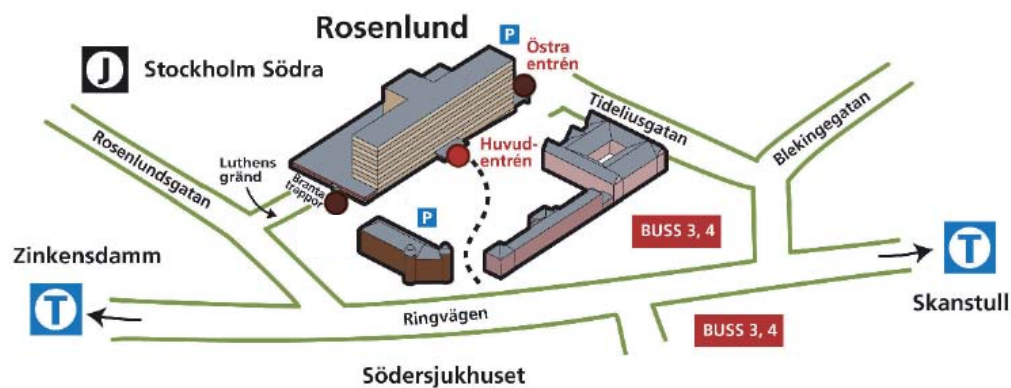 Rosenlund
P
Östra
entrén
J
Stockholm Södra
Tideliusgatan
Blekingegatan
Rosenlundsgatan
Luthens
gränd
Huvud-
entrén
Branta
trappor
P
BUSS 3, 4
Zinkensdamm
T
T
Skanstull
Ringvägen
BUSS 3, 4
Södersjukhuset